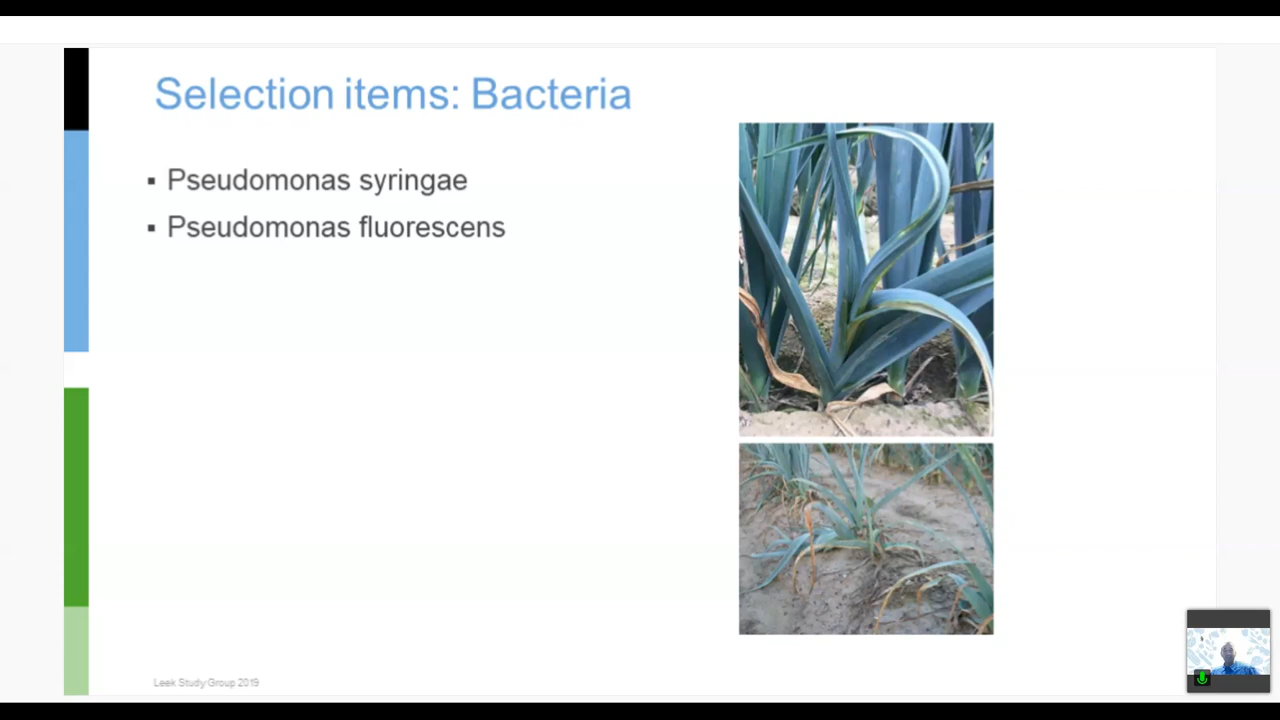 Selection items: Bacteria
▪ Pseudomonas syringae
▪ Pseudomonas fluorescens
Leek Study Group 2019